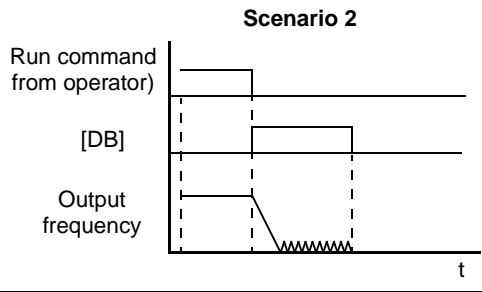 Scenario 2
Run command
from operator)
[DB]
Output
frequency
t